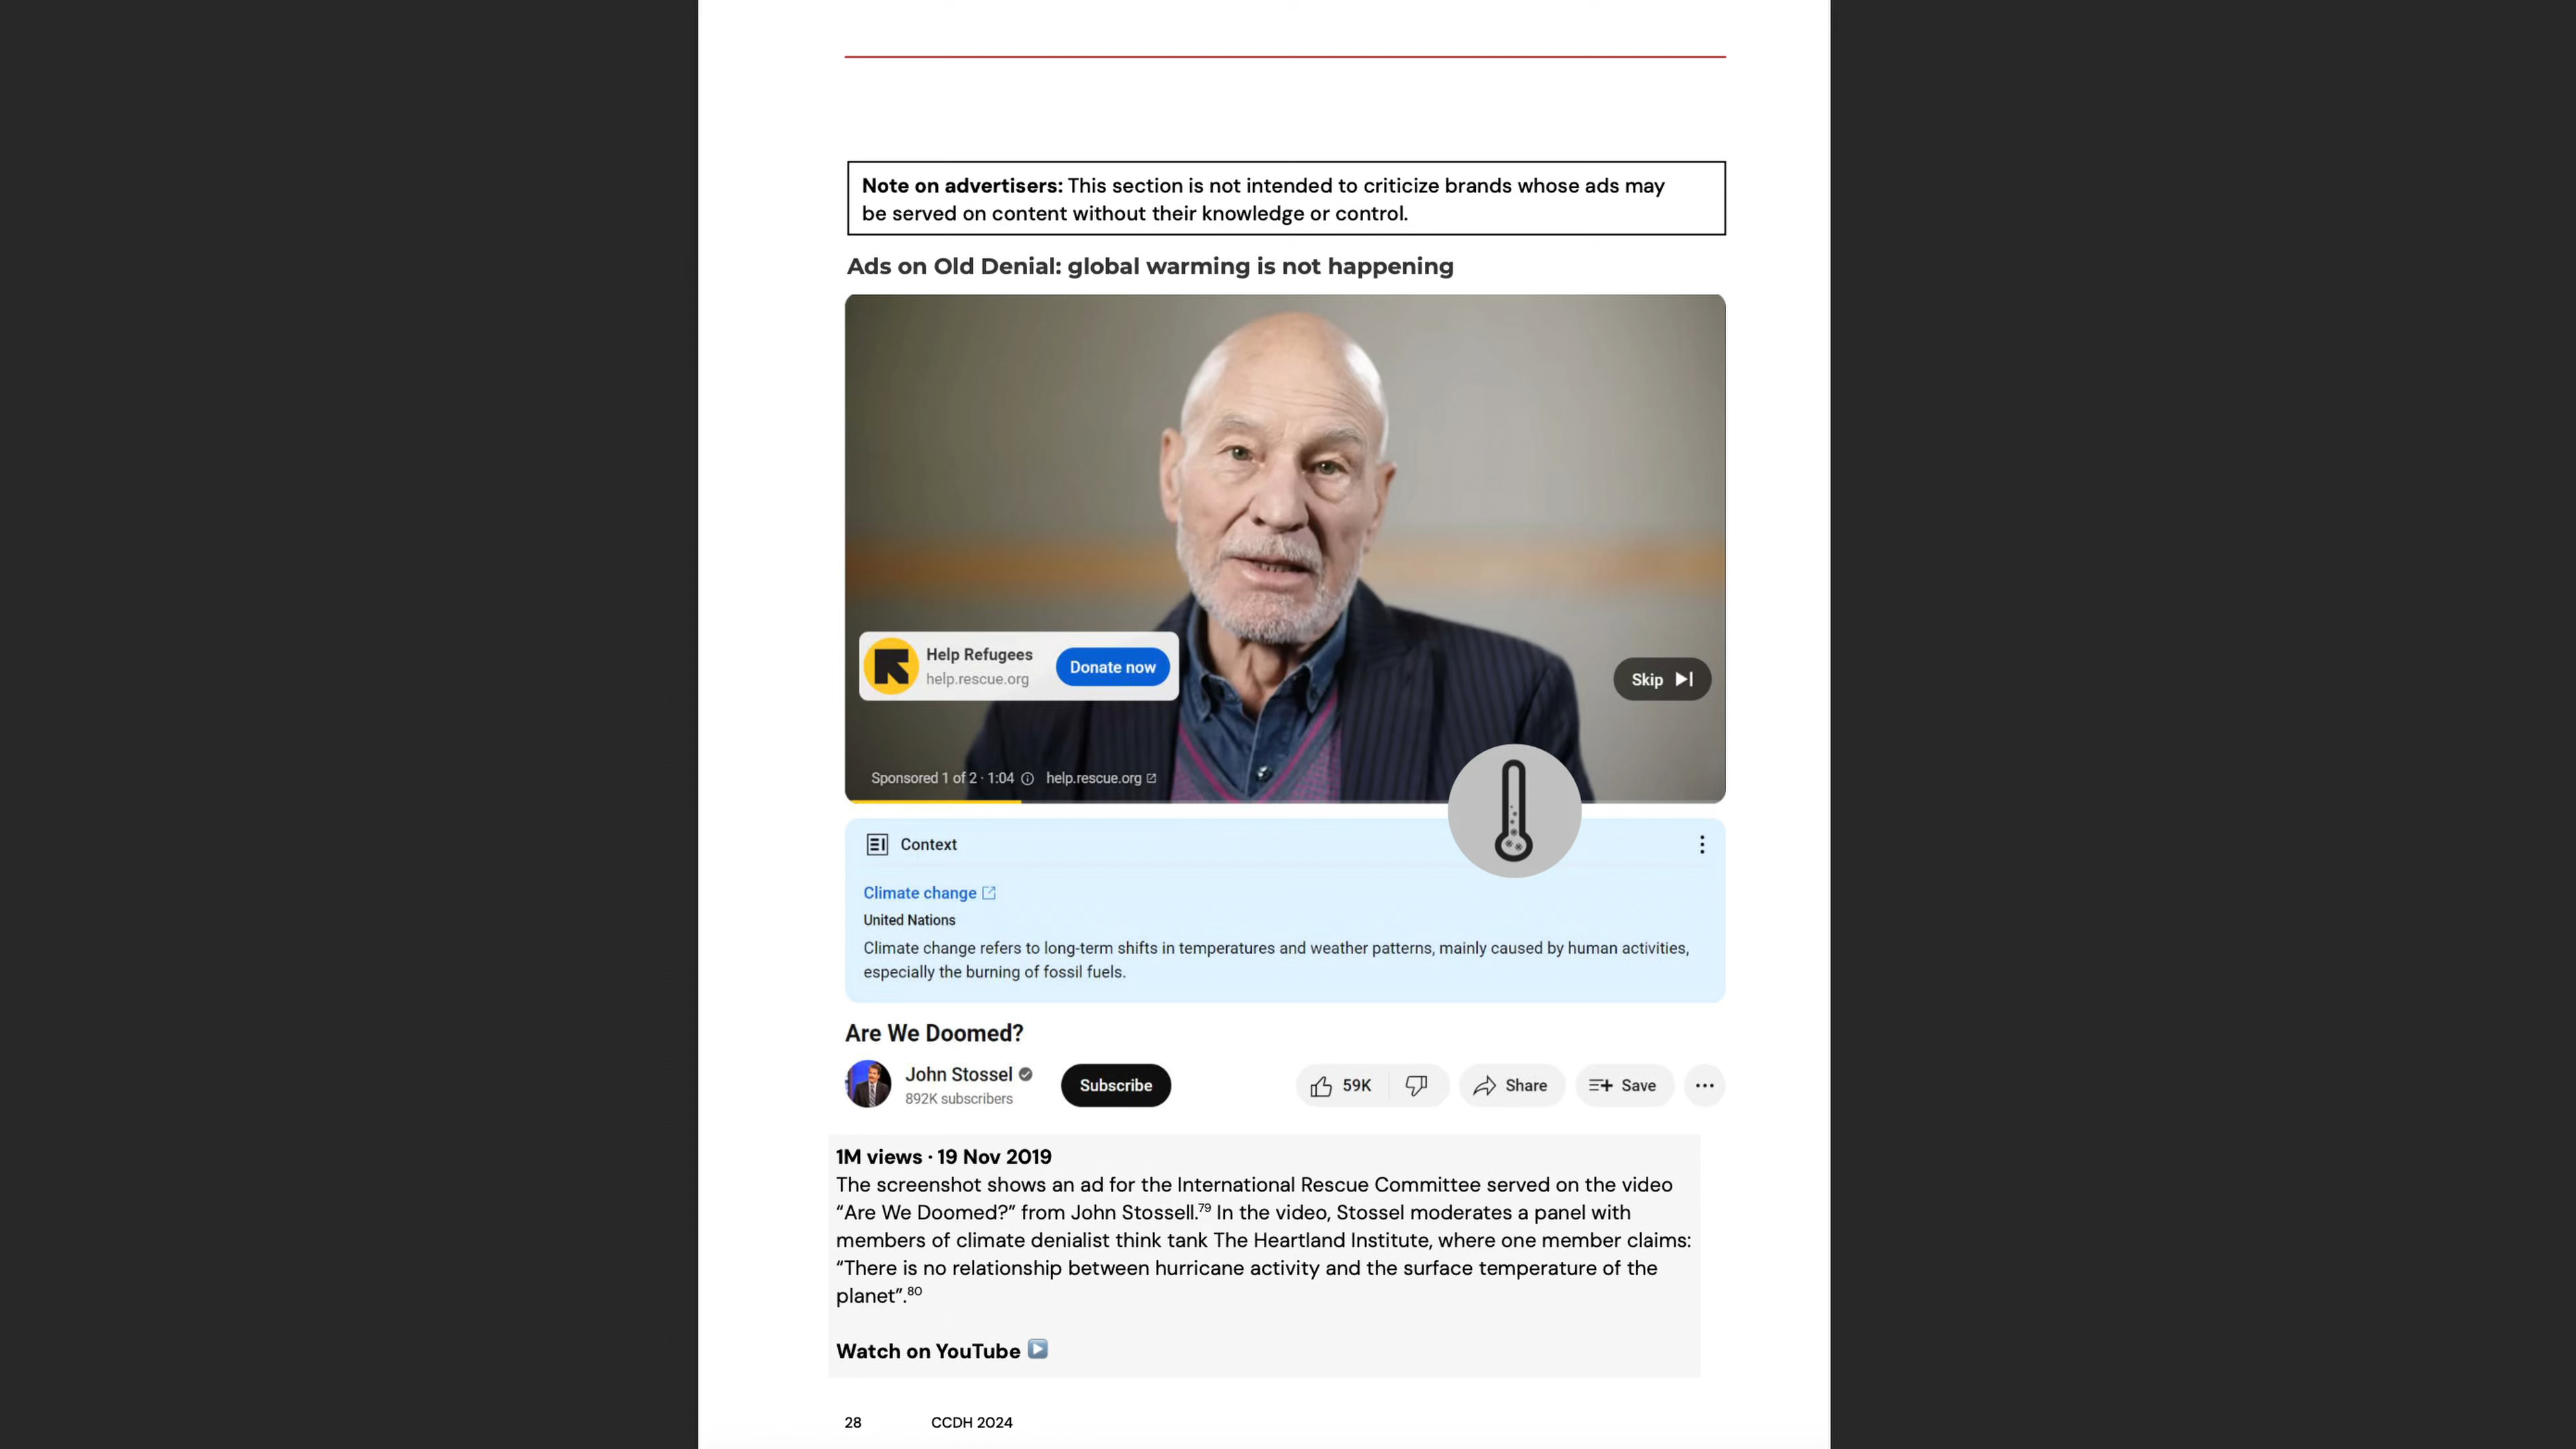 Note on advertisers: This section is not intended to criticize brands whose ads may
be served on content without their knowledge or control.
Ads on Old Denial: global warming is not happening
Help Refugees
help.rescue.org
Donate now
Skip
Sponsored 1 of 2 · 1:04 help.rescue.org
Context
Climate change
United Nations
Climate change refers to long-term shifts in temperatures and weather patterns, mainly caused by human activities,
especially the burning of fossil fuels.
Are We Doomed?
John Stossel
892K subscribers
Subscribe
59K
Share
Save
1M views · 19 Nov 2019
The screenshot shows an ad for the International Rescue Committee served on the video
“Are We Doomed?” from John Stossell.79 In the video, Stossel moderates a panel with
members of climate denialist think tank The Heartland Institute, where one member claims:
“There is no relationship between hurricane activity and the surface temperature of the
planet”.80
Watch on YouTube
28 CCDH 2024